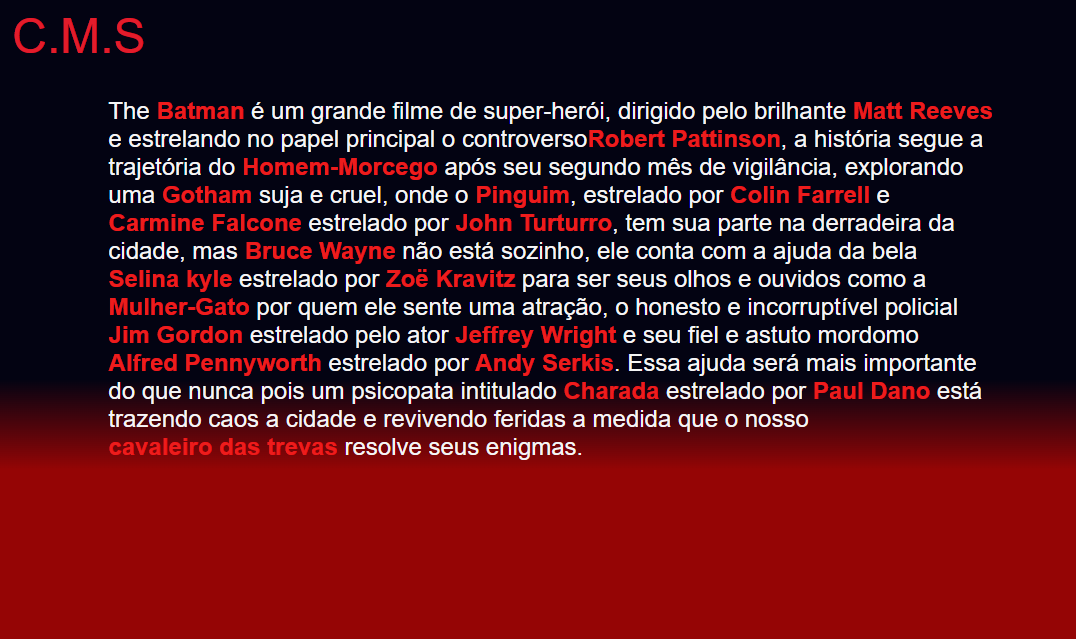 C.M.S
The Batman é um grande filme de super-herói, dirigido pelo brilhante Matt Reeves
e estrelando no papel principal o controversoRobert Pattinson, a história segue a
trajetória do Homem-Morcego após seu segundo mês de vigilância, explorando
uma Gotham suja e cruel, onde o Pinguim, estrelado por Colin Farrell e
Carmine Falcone estrelado por John Turturro, tem sua parte na derradeira da
cidade, mas Bruce Wayne não está sozinho, ele conta com a ajuda da bela
Selina kyle estrelado por Zoë Kravitz para ser seus olhos e ouvidos como a
Mulher-Gato por quem ele sente uma atração, o honesto e incorruptível policial
Jim Gordon estrelado pelo ator Jeffrey Wright e seu fiel e astuto mordomo
Alfred Pennyworth estrelado por Andy Serkis. Essa ajuda será mais importante
do que nunca pois um psicopata intitulado Charada estrelado por Paul Dano está
trazendo caos a cidade e revivendo feridas a medida que o nosso
cavaleiro das trevas resolve seus enigmas.